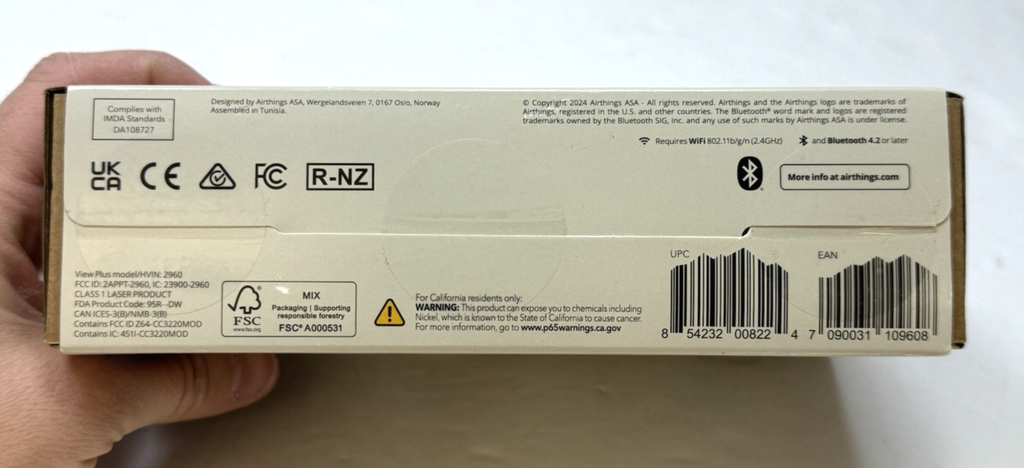 Complies with
IMDA Standards
DA108727
Designed by Airthings ASA, Wergelandsveien 7, 0167 Oslo, Norway
Assembled in Tunisia.
© Copyright 2024 Airthings ASA - All rights reserved. Airthings and the Airthings logo are trademarks of
Airthings, registered in the U.S. and other countries. The Bluetooth® word mark and logos are registered
trademarks owned by the Bluetooth SIG, Inc. and any use of such marks by Airthings ASA is under license.
Requires WiFi 802.11b/g/n (2.4GHz) and Bluetooth 4.2 or later
UK
CA
CE
FC
R-NZ
More info at airthings.com
View Plus model/HVIN: 2960
FCC ID: 2APPT-2960, IC: 23900-2960
CLASS 1 LASER PRODUCT
FDA Product Code: 95R- -DW
CAN ICES-3(B)/NMB-3(B)
Contains FCC ID Z64-CC3220MOD
Contains IC: 451I-CC3220MOD
FSC
www.fsc.org
MIX
Packaging | Supporting
responsible forestry
FSC® A000531
For California residents only:
WARNING: This product can expose you to chemicals including
Nickel, which is known to the State of California to cause cancer.
For more information, go to www.p65warnings.ca.gov
UPC
8 54232 00822 4
EAN
7 090031 109608